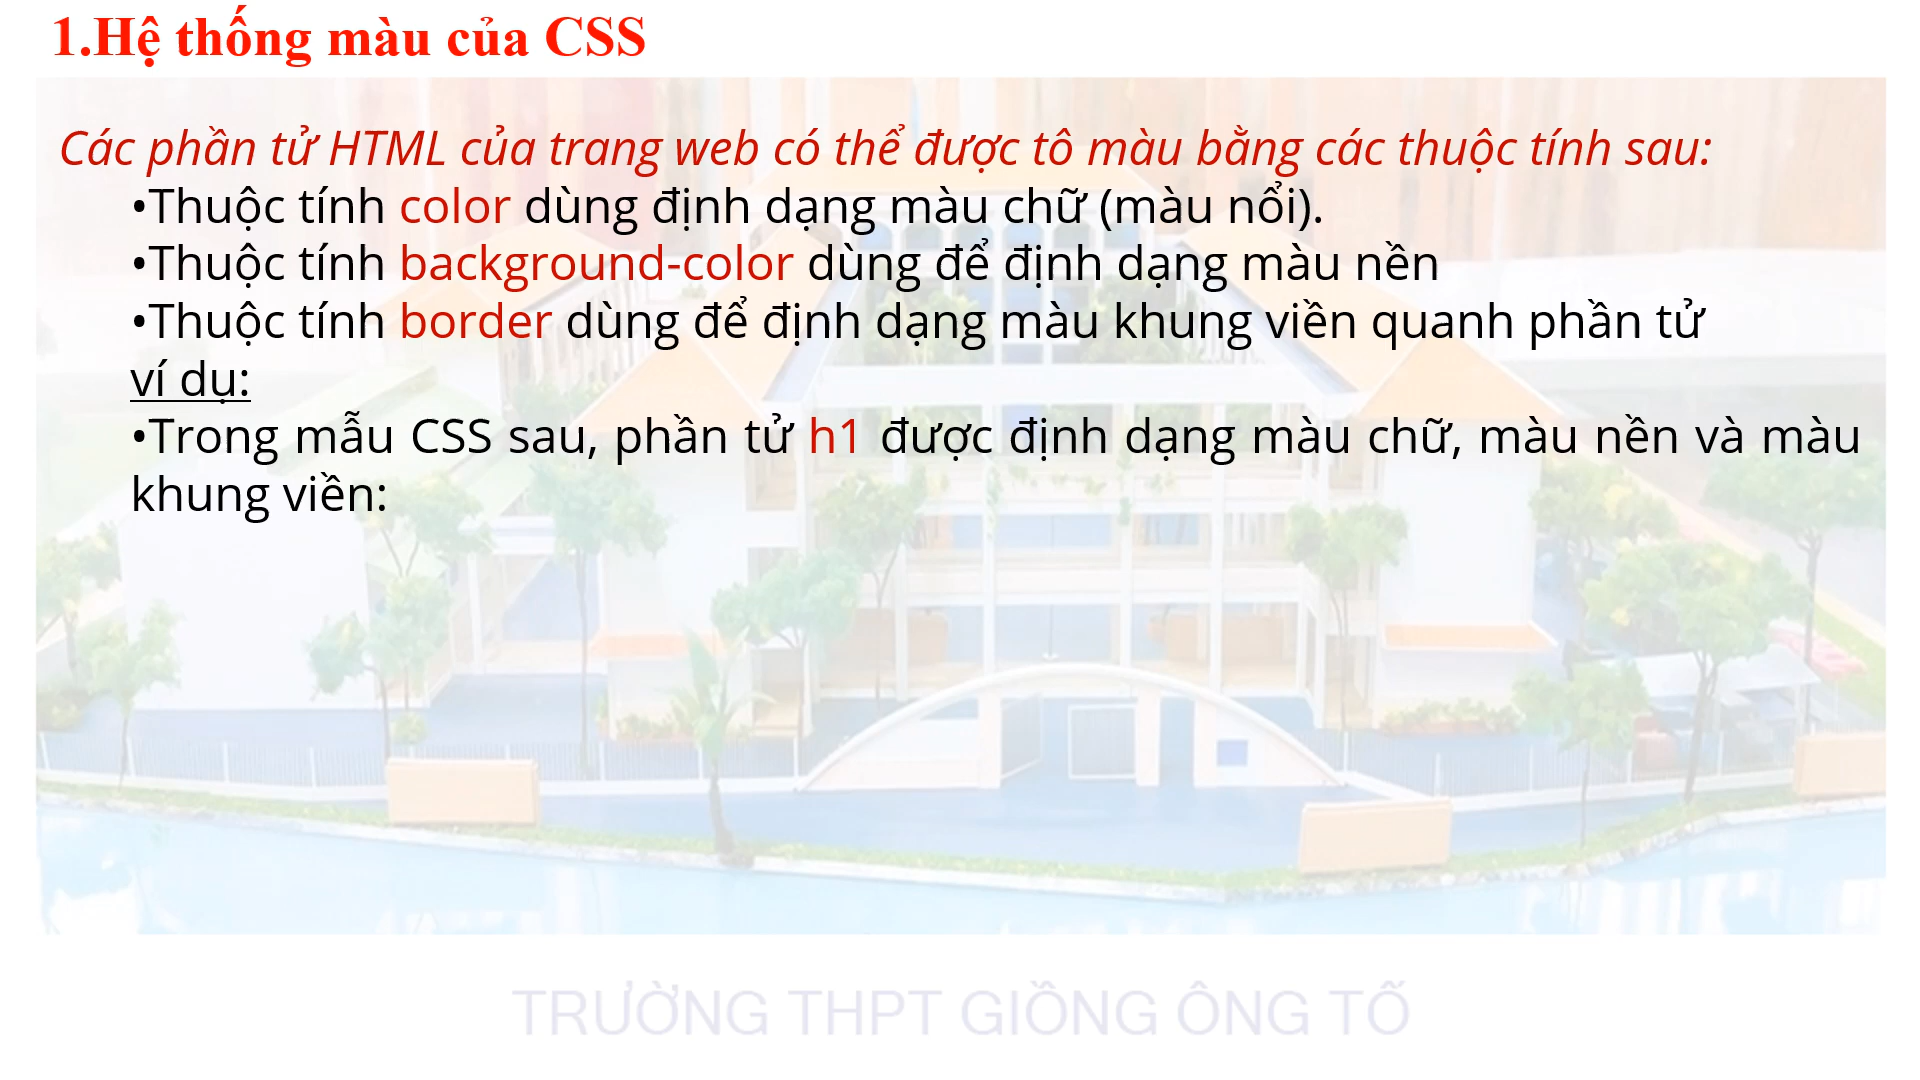 1.Hệ thống màu của CSS
Các phần tử HTML của trang web có thể được tô màu bằng các thuộc tính sau:
•Thuộc tính color dùng định dạng màu chữ (màu nổi).
•Thuộc tính background-color dùng để định dạng màu nền
•Thuộc tính border dùng để định dạng màu khung viền quanh phần tử
ví dụ:
•Trong mẫu CSS sau, phần tử h1 được định dạng màu chữ, màu nền và màu
khung viền:
TRƯỜNG THPT GIỒNG ÔNG TỐ